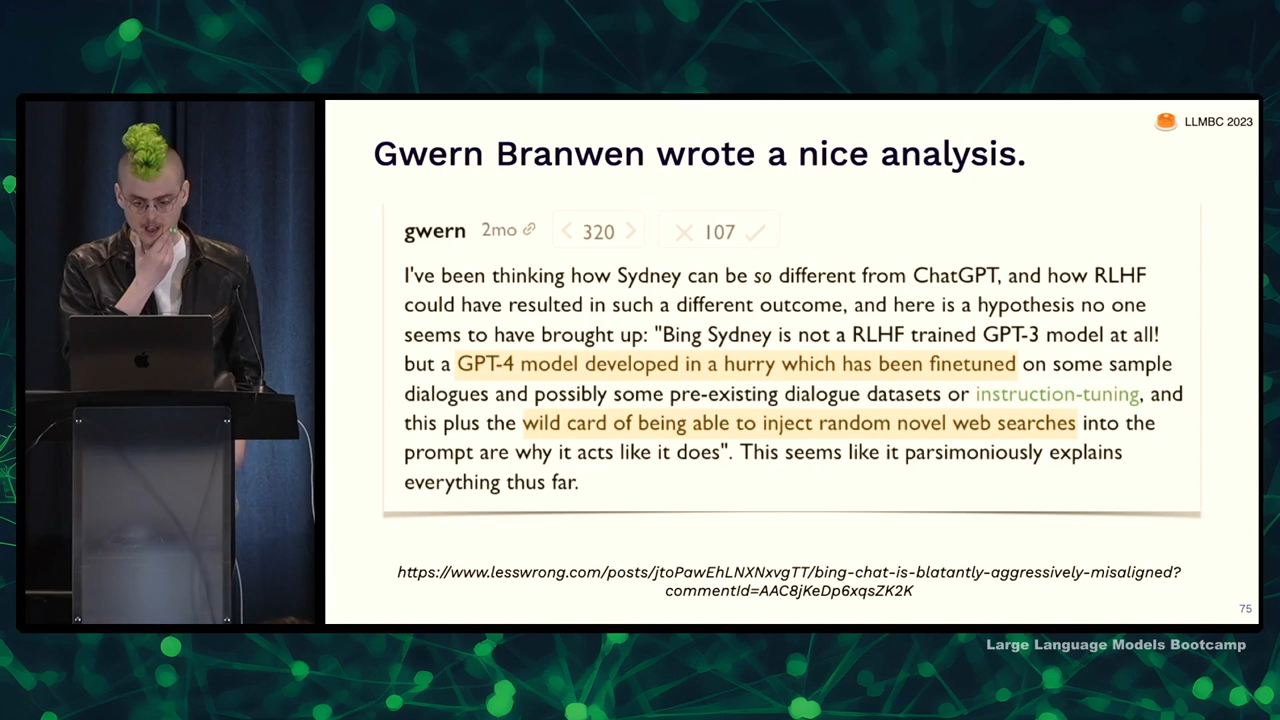 LLMBC 2023
Gwern Branwen wrote a nice analysis.
gwern 2mo 320 107
I've been thinking how Sydney can be so different from ChatGPT, and how RLHF
could have resulted in such a different outcome, and here is a hypothesis no one
seems to have brought up: "Bing Sydney is not a RLHF trained GPT-3 model at all!
but a GPT-4 model developed in a hurry which has been finetuned on some sample
dialogues and possibly some pre-existing dialogue datasets or instruction-tuning, and
this plus the wild card of being able to inject random novel web searches into the
prompt are why it acts like it does". This seems like it parsimoniously explains
everything thus far.
https://www.lesswrong.com/posts/jtoPawEhLNXNxvgTT/bing-chat-is-blatantly-aggressively-misaligned?
commentId=AAC8jKeDp6xqsZK2K
75
Large Language Models Bootcamp